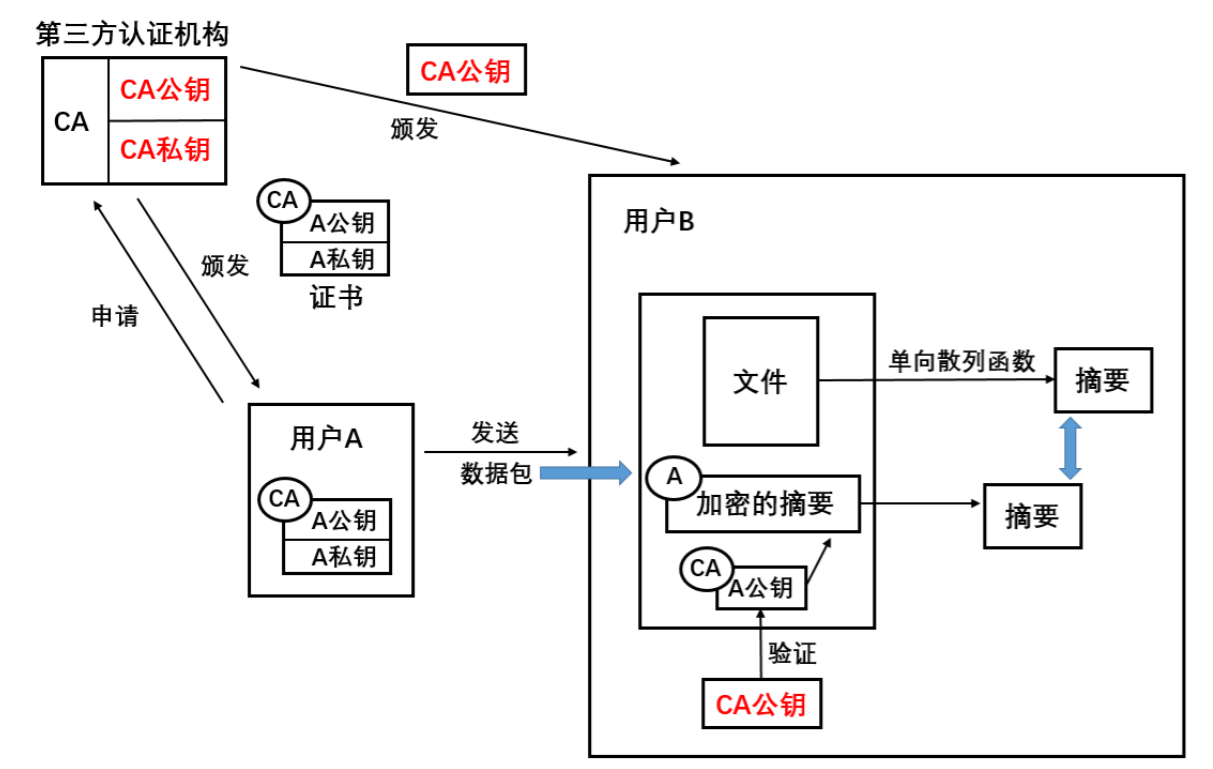 第三方认证机构
CA
CA公钥
CA私钥
CA公钥
颁发
CA
A公钥
A私钥
证书
颁发
申请
用户A
CA
A公钥
A私钥
发送
数据包
用户B
文件
单向散列函数
摘要
A
加密的摘要
摘要
CA
A公钥
验证
CA公钥